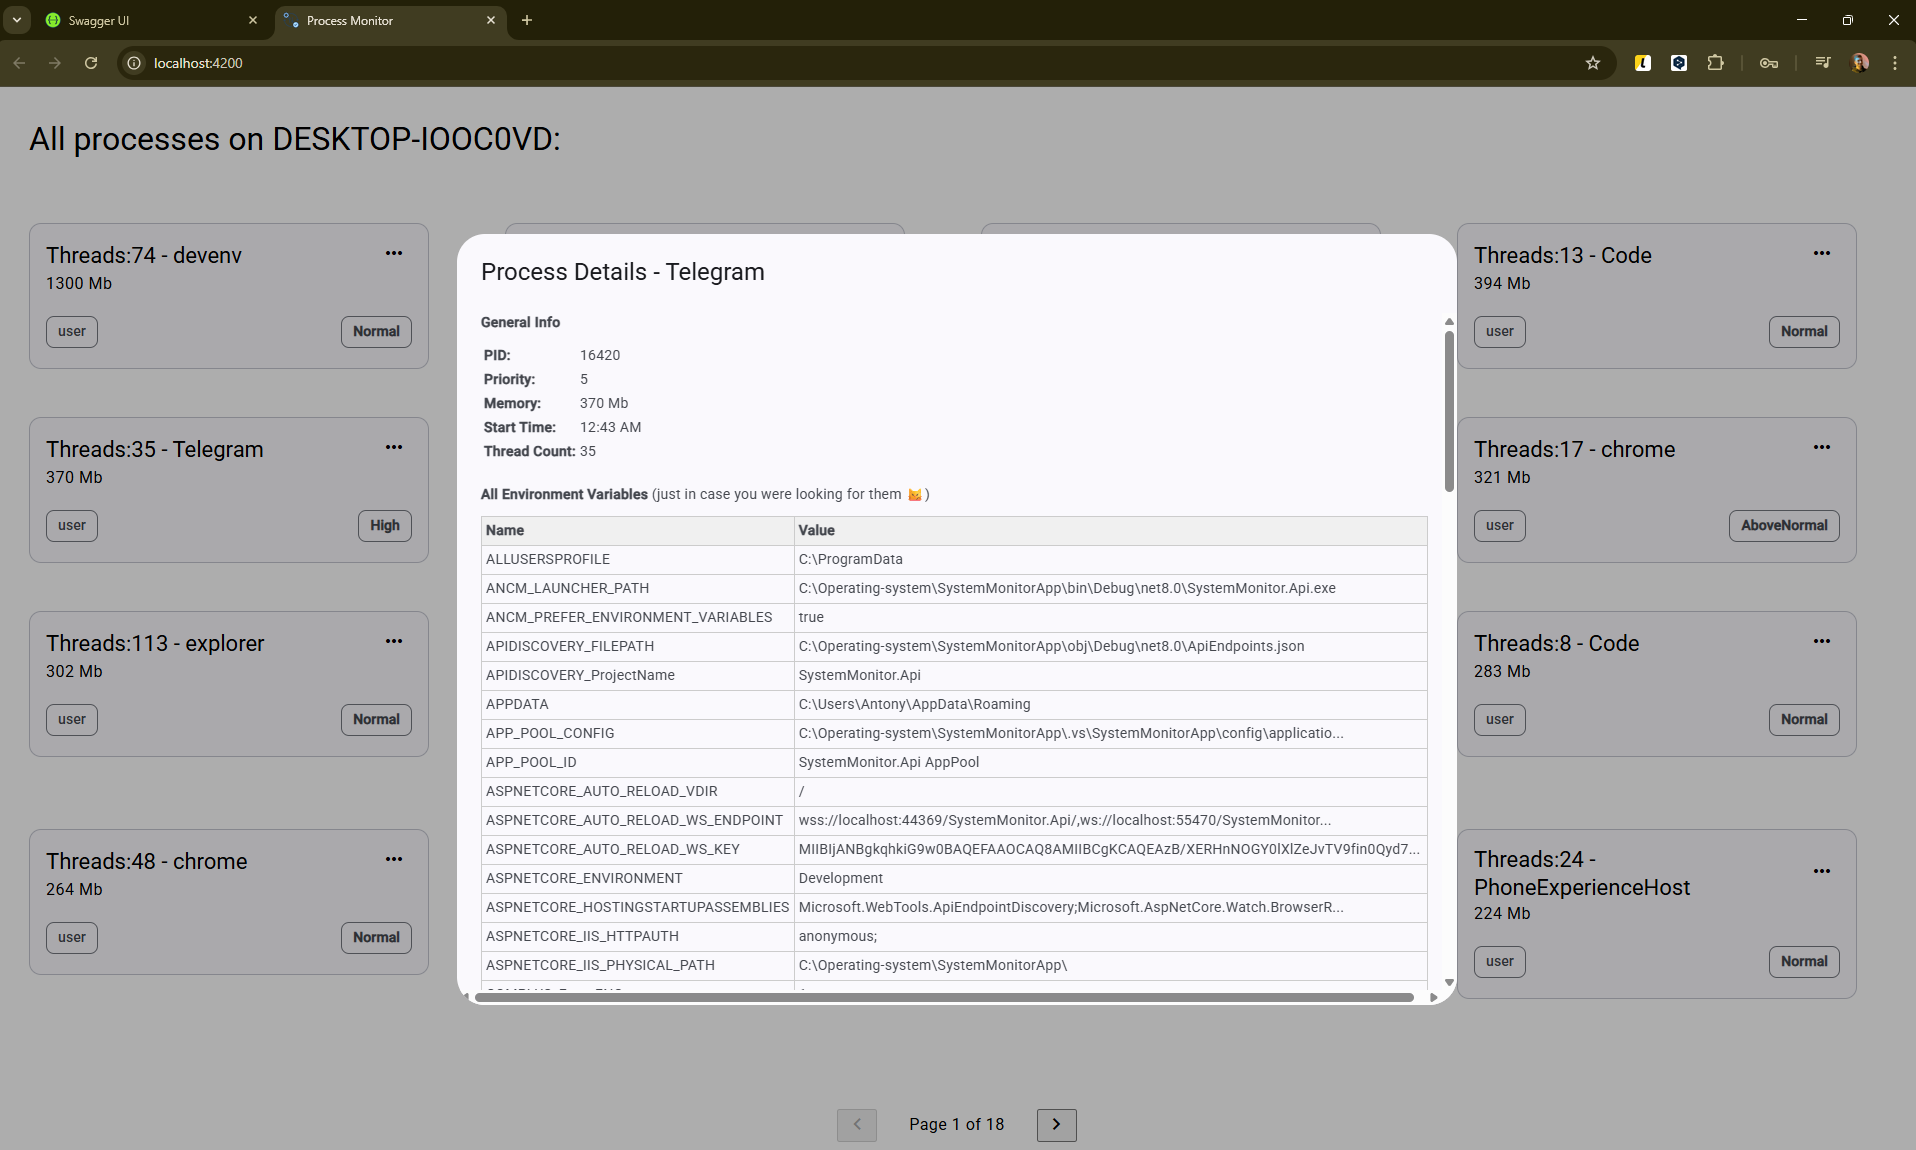 Swagger UI
Process Monitor
localhost:4200
All processes on DESKTOP-IOOC0VD:
Threads:74 - devenv
1300 Mb
user
Normal
Threads:13 - Code
394 Mb
user
Normal
Threads:35 - Telegram
370 Mb
user
High
Threads:17 - chrome
321 Mb
user
AboveNormal
Threads:113 - explorer
302 Mb
user
Normal
Threads:8 - Code
283 Mb
user
Normal
Threads:48 - chrome
264 Mb
user
Normal
Threads:24 -
PhoneExperienceHost
224 Mb
user
Normal
Process Details - Telegram
General Info
PID: 16420
Priority: 5
Memory: 370 Mb
Start Time: 12:43 AM
Thread Count: 35
All Environment Variables (just in case you were looking for them 😼)
Name Value
ALLUSERSPROFILE C:\ProgramData
ANCM_LAUNCHER_PATH C:\Operating-system\SystemMonitorApp\bin\Debug\net8.0\SystemMonitor.Api.exe
ANCM_PREFER_ENVIRONMENT_VARIABLES true
APIDISCOVERY_FILEPATH C:\Operating-system\SystemMonitorApp\obj\Debug\net8.0\ApiEndpoints.json
APIDISCOVERY_ProjectName SystemMonitor.Api
APPDATA C:\Users\Antony\AppData\Roaming
APP_POOL_CONFIG C:\Operating-system\SystemMonitorApp\.vs\SystemMonitorApp\config\applicatio...
APP_POOL_ID SystemMonitor.Api AppPool
ASPNETCORE_AUTO_RELOAD_VDIR /
ASPNETCORE_AUTO_RELOAD_WS_ENDPOINT wss://localhost:44369/SystemMonitor.Api/,ws://localhost:55470/SystemMonitor...
ASPNETCORE_AUTO_RELOAD_WS_KEY MIIBIjANBgkqhkiG9w0BAQEFAAOCAQ8AMIIBCgKCAQEAzB/XERHnNOGY0lXlZeJvTV9fin0Qyd7...
ASPNETCORE_ENVIRONMENT Development
ASPNETCORE_HOSTINGSTARTUPASSEMBLIES Microsoft.WebTools.ApiEndpointDiscovery;Microsoft.AspNetCore.Watch.BrowserR...
ASPNETCORE_IIS_HTTPAUTH anonymous;
ASPNETCORE_IIS_PHYSICAL_PATH C:\Operating-system\SystemMonitorApp\
Page 1 of 18